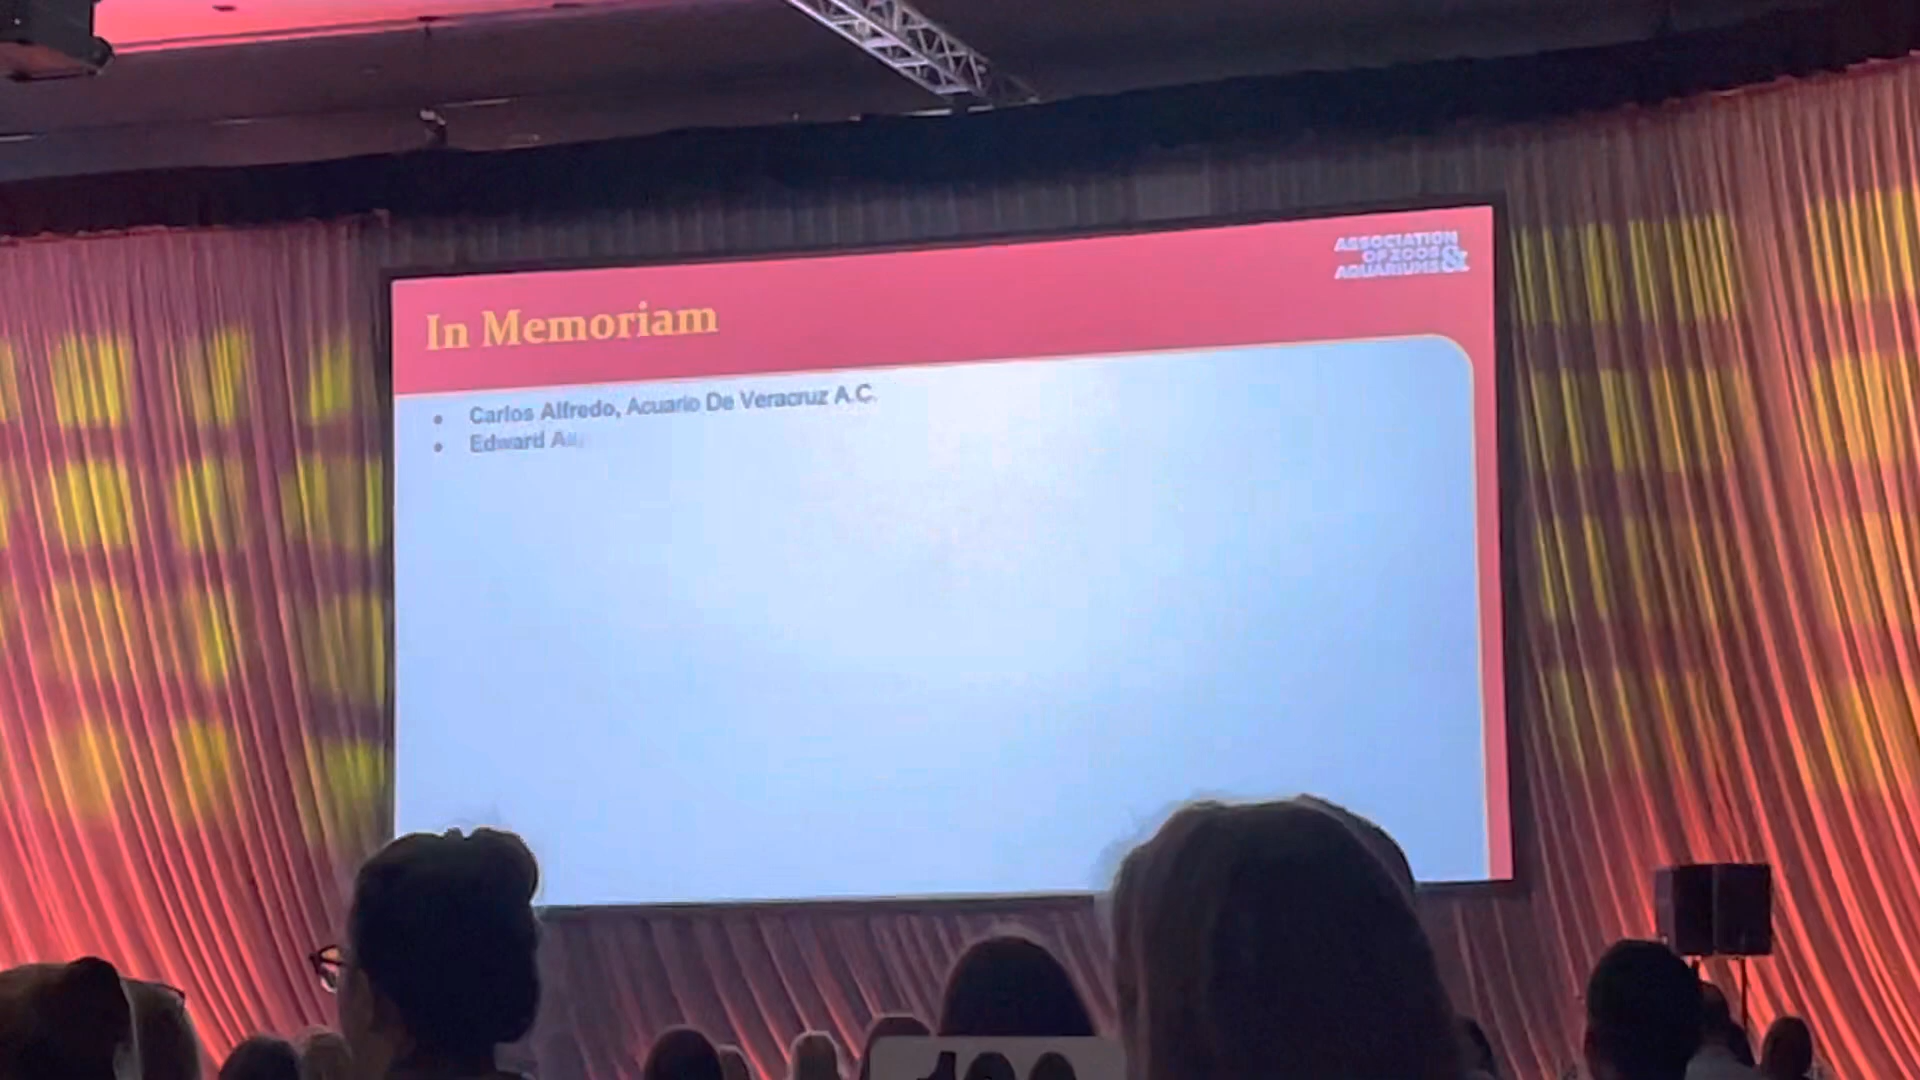 ASSOCIATION
OF ZOOS &
AQUARIUMS
In Memoriam
• Carlos Alfredo, Acuario De Veracruz A.C.
• Edward